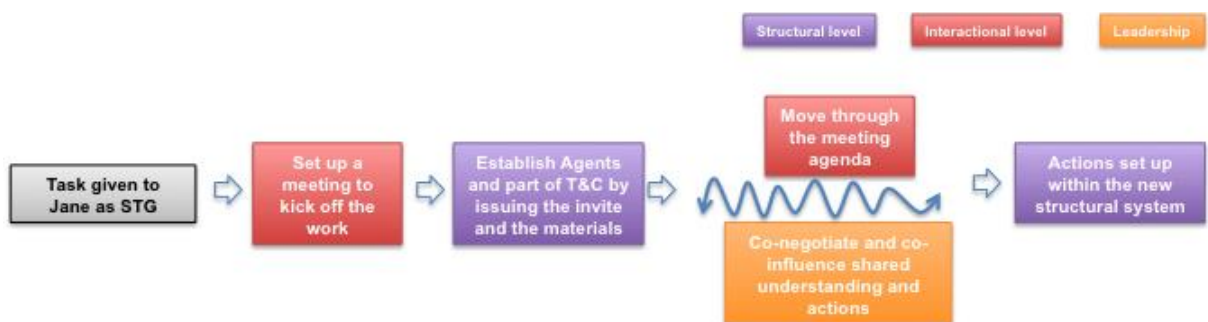 Structural level
Interactional level
Leadership
Task given to
Jane as STG
Set up a
meeting to
kick off the
work
Establish Agents
and part of T&C by
issuing the invite
and the materials
Move through
the meeting
agenda
Co-negotiate and co-
influence shared
understanding and
actions
Actions set up
within the new
structural system